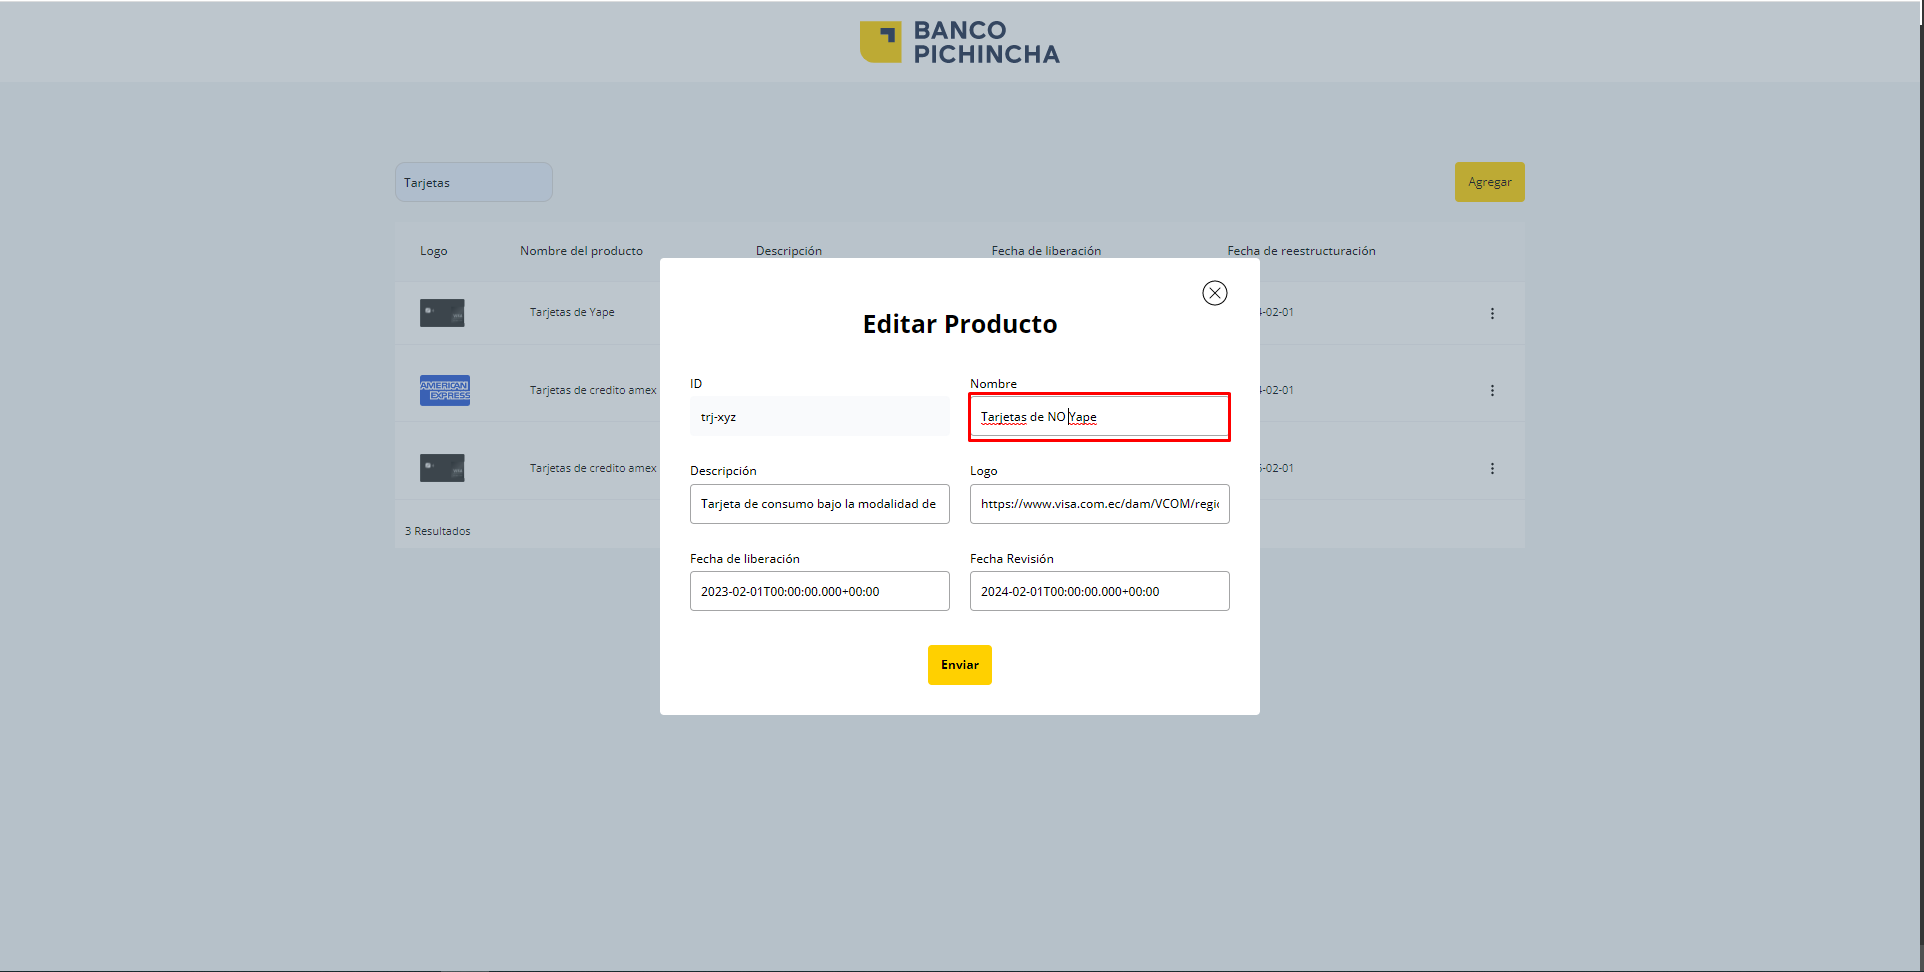 BANCO
PICHINCHA
Tarjetas
Agregar
Logo Nombre del producto Descripción Fecha de liberación Fecha de reestructuración
Tarjetas de Yape
-02-01
AMERICAN
EXPRESS
Tarjetas de credito amex
-02-01
Tarjetas de credito amex
-02-01
3 Resultados
Editar Producto
ID Nombre
trj-xyz Tarjetas de NO Yape
Descripción Logo
Tarjeta de consumo bajo la modalidad de https://www.visa.com.ec/dam/VCOM/regi
Fecha de liberación Fecha Revisión
2023-02-01T00:00:00.000+00:00 2024-02-01T00:00:00.000+00:00
Enviar